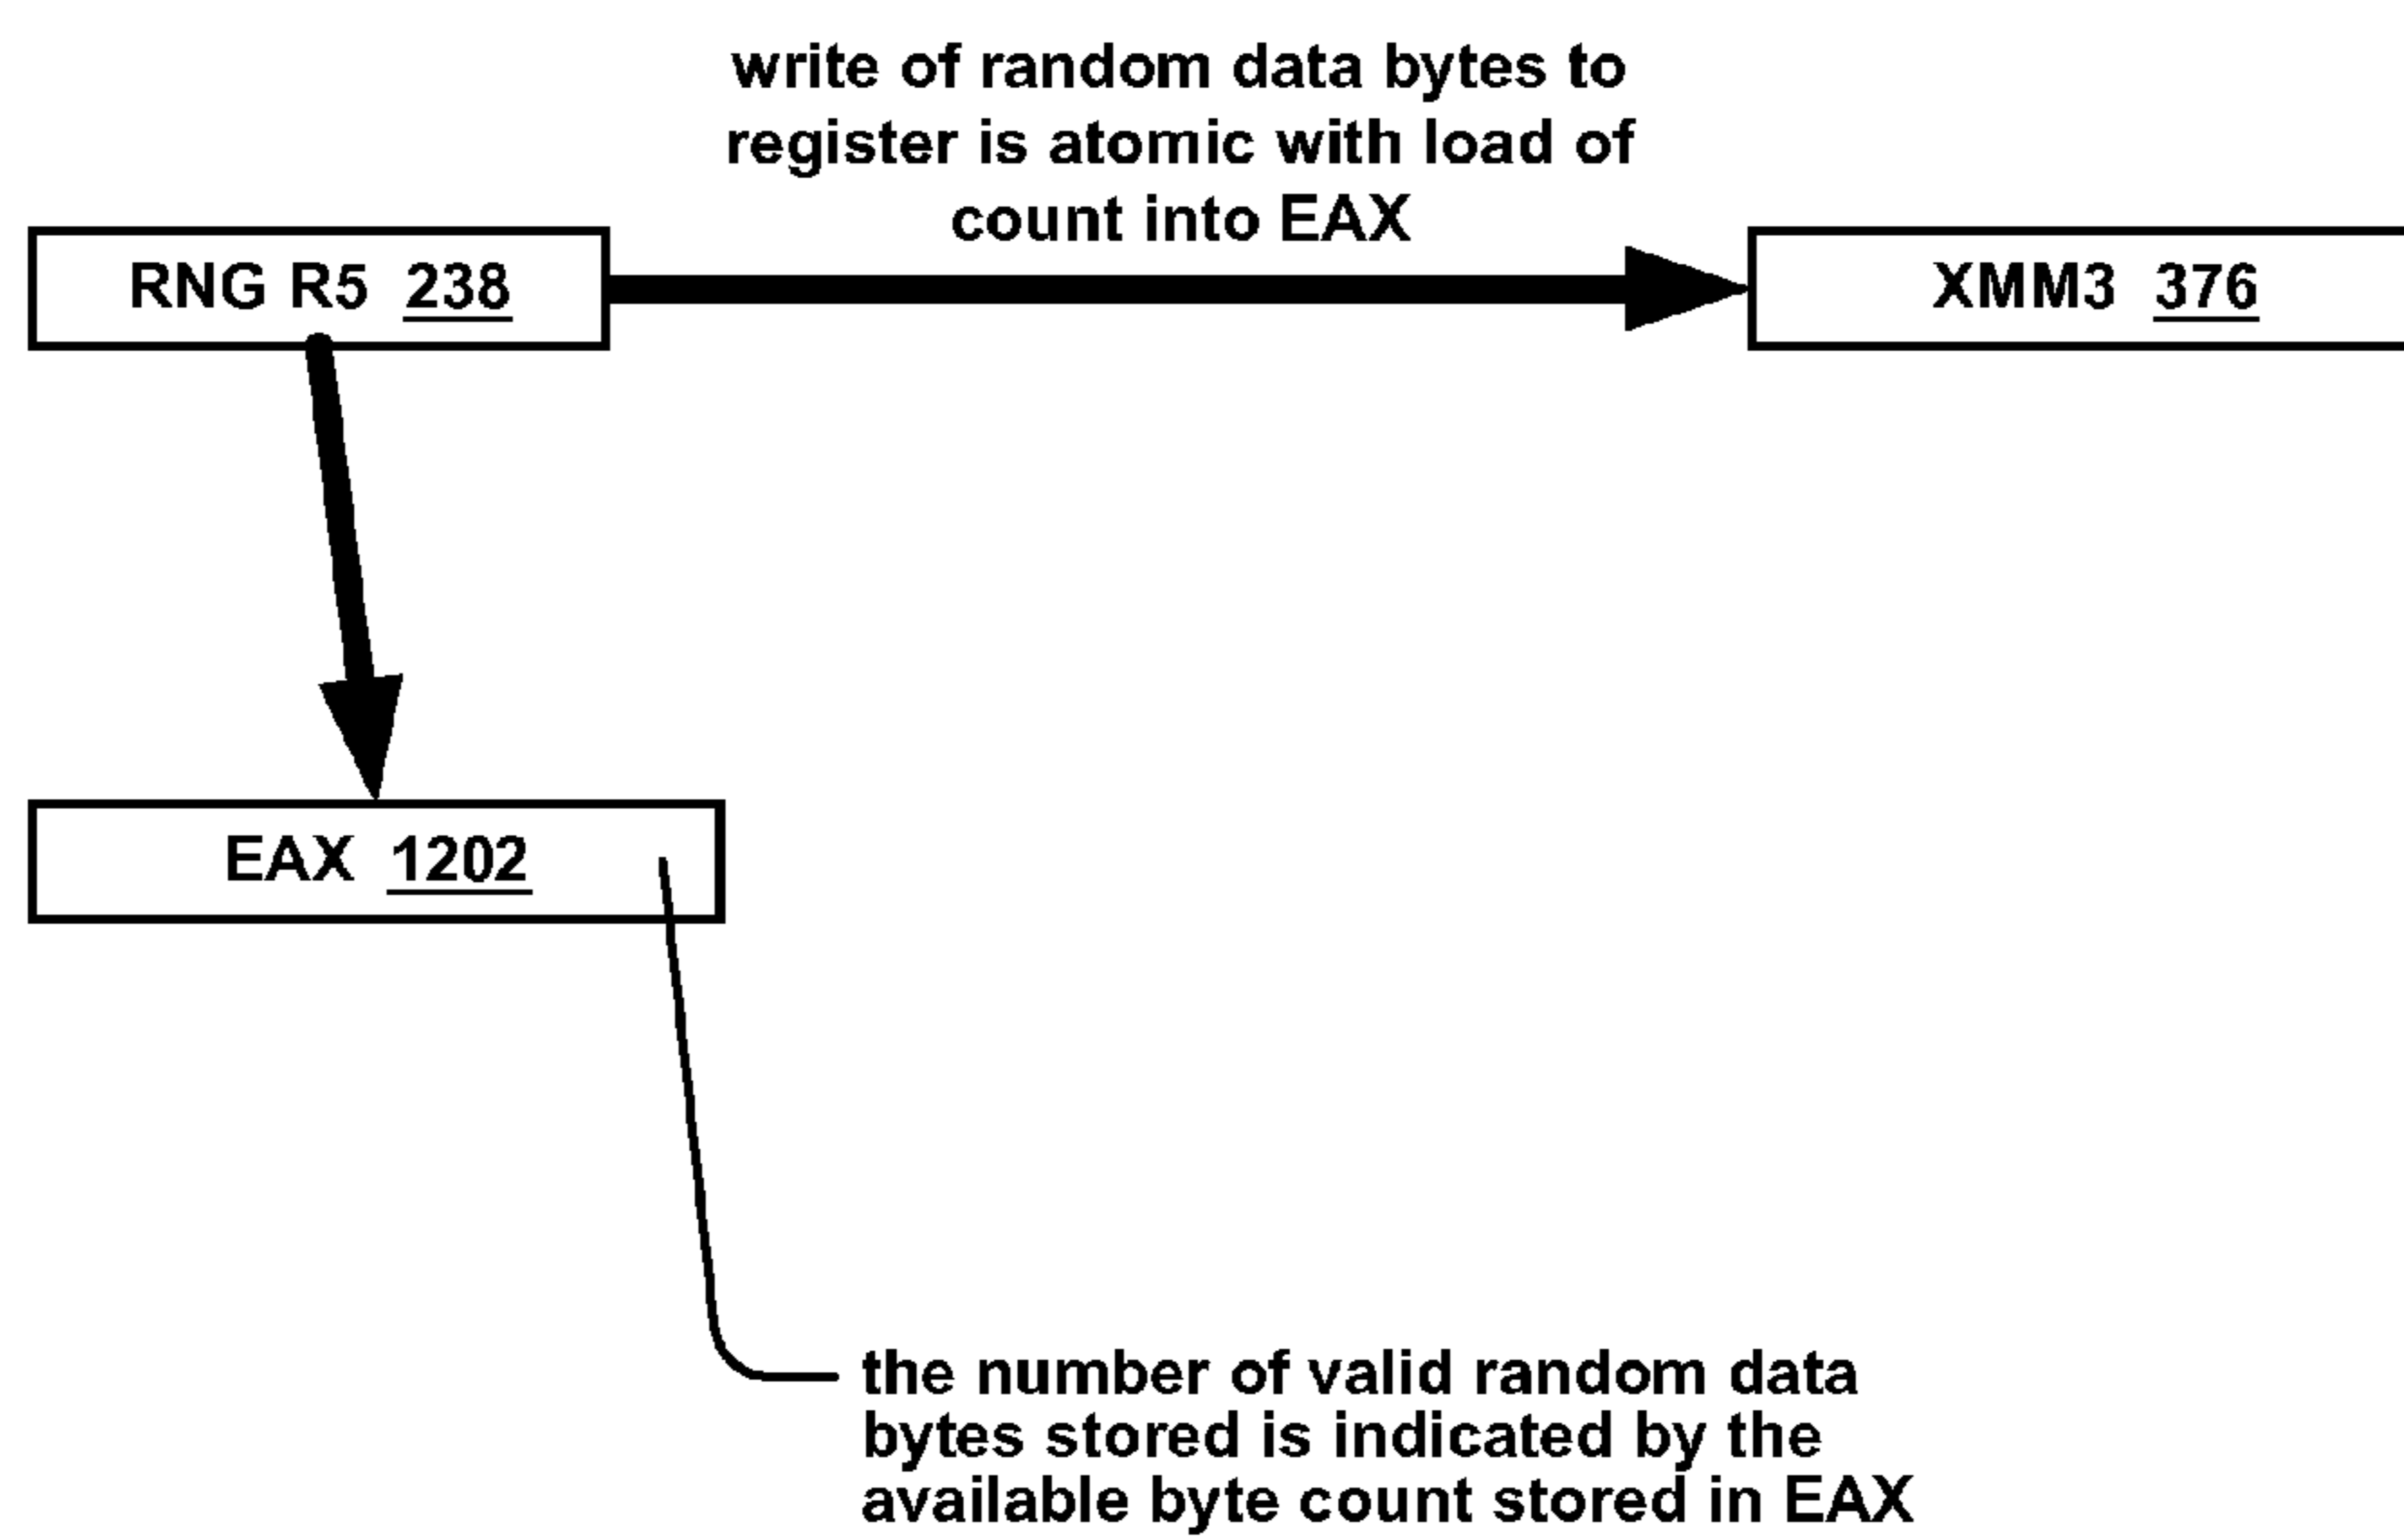 write of random data bytes to
register is atomic with load of
count into EAX
RNG R5 238
XMM3 376
EAX 1202
the number of valid random data
bytes stored is indicated by the
available byte count stored in EAX